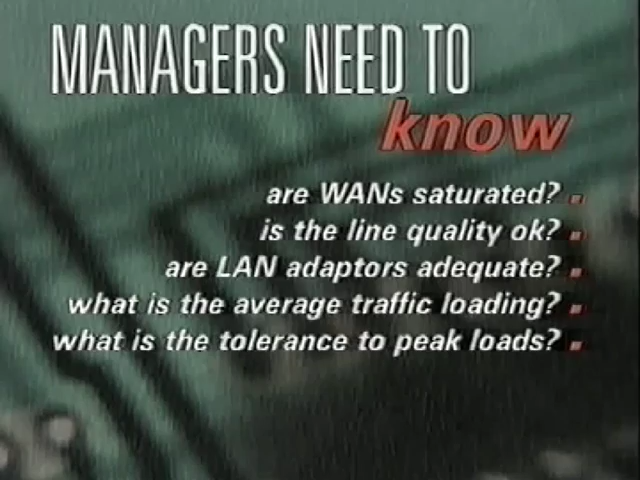 MANAGERS NEED TO
know
are WANs saturated?
is the line quality ok?
are LAN adaptors adequate?
what is the average traffic loading?
what is the tolerance to peak loads?